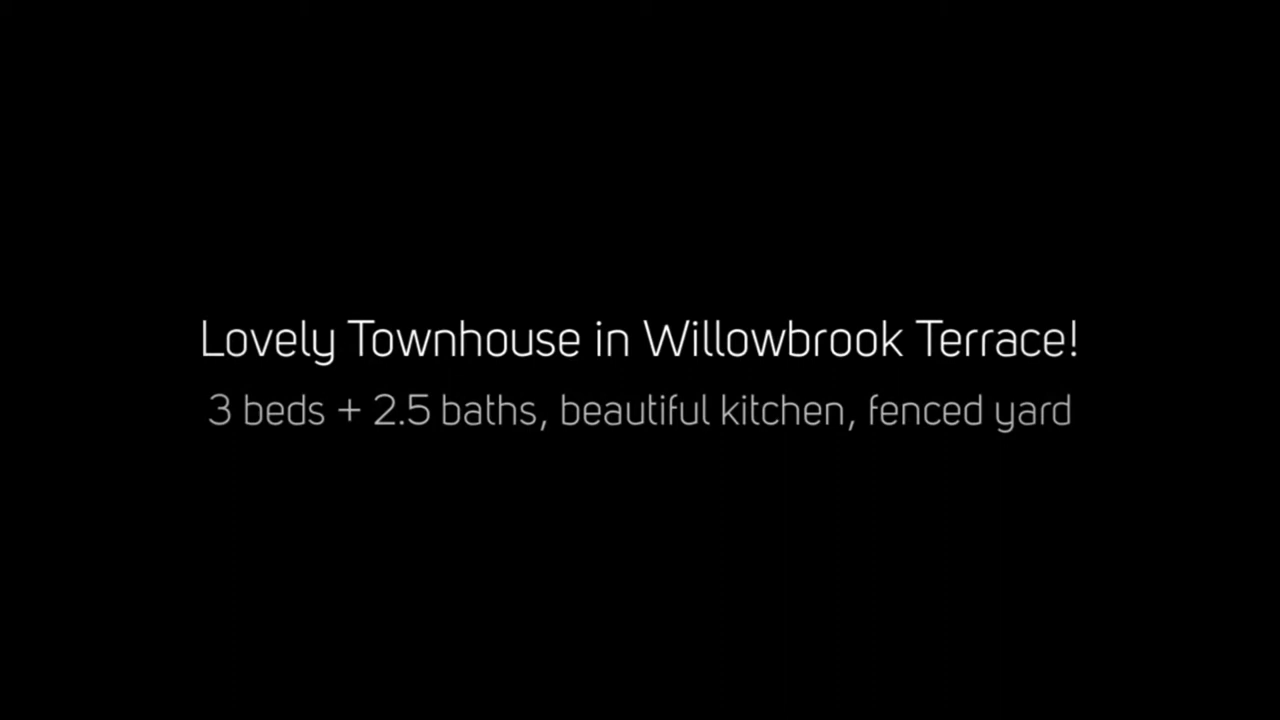 Lovely Townhouse in Willowbrook Terrace!
3 beds + 2.5 baths, beautiful kitchen, fenced yard